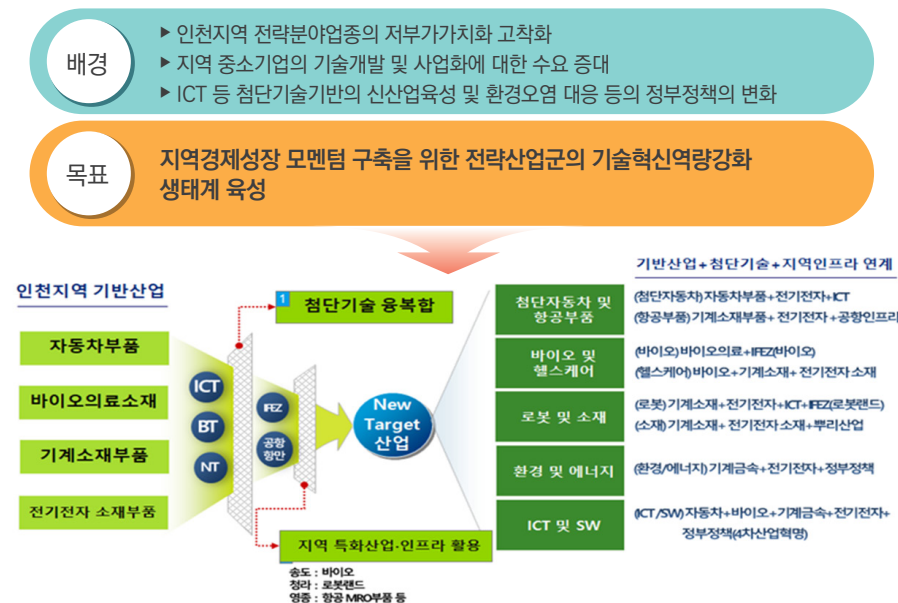 배경
▸ 인천지역 전략분야업종의 저부가가치화 고착화
▸ 지역 중소기업의 기술개발 및 사업화에 대한 수요 증대
▸ ICT 등 첨단기술기반의 신산업육성 및 환경오염 대응 등의 정부정책의 변화
목표
지역경제성장 모멘텀 구축을 위한 전략산업군의 기술혁신역량강화
생태계 육성
인천지역 기반산업
자동차부품
바이오의료소재
기계소재부품
전기전자 소재부품
ICT
BT
NT
1
첨단기술 융복합
IFEZ
공항
항만
New
Target
산업
지역 특화산업·인프라 활용
송도 : 바이오
청라 : 로봇랜드
영종 : 항공 MRO부품 등
기반산업+첨단기술+지역인프라 연계
첨단자동차 및
항공부품
(첨단자동차) 자동차부품+전기전자+ICT
(항공부품) 기계소재부품+ 전기전자 +공항인프라
바이오 및
헬스케어
(바이오) 바이오의료+IFEZ(바이오)
(헬스케어) 바이오+기계소재+ 전기전자 소재
로봇 및 소재
(로봇) 기계소재+전기전자+ICT+IFEZ(로봇랜드)
(소재) 기계소재+ 전기전자 소재+뿌리산업
환경 및 에너지
(환경/에너지) 기계금속+전기전자+정부정책
ICT 및 SW
(ICT/SW) 자동차+바이오+기계금속+전기전자+
정부정책(4차산업혁명)